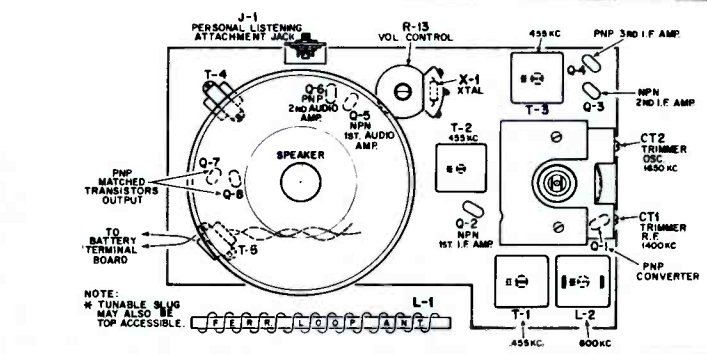 J-1
PERSONAL LISTENING
ATTACHMENT JACK
R-13
VOL. CONTROL
455KC
PNP 3RD I.F. AMP.
T-4
Q-6
PNP
2ND AUDIO
AMP.
Q-5
NPN
1ST. AUDIO
AMP.
X-1
XTAL
Q-4
T-3
Q-3
NPN
2ND I.F. AMP
T-2
455KC
CT2
TRIMMER
OSC.
1650KC
SPEAKER
Q-7
PNP
MATCHED
TRANSISTORS
OUTPUT
Q-8
Q-2
NPN
1ST. I.F. AMP.
CT1
TRIMMER
R.F.
1400KC
Q-1
PNP
CONVERTER
TO
BATTERY
TERMINAL
BOARD
T-5
NOTE:
* TUNABLE SLUG
MAY ALSO BE
TOP ACCESSIBLE.
L-1
FERR. LOOP ANT
T-1
455KC.
L-2
600KC